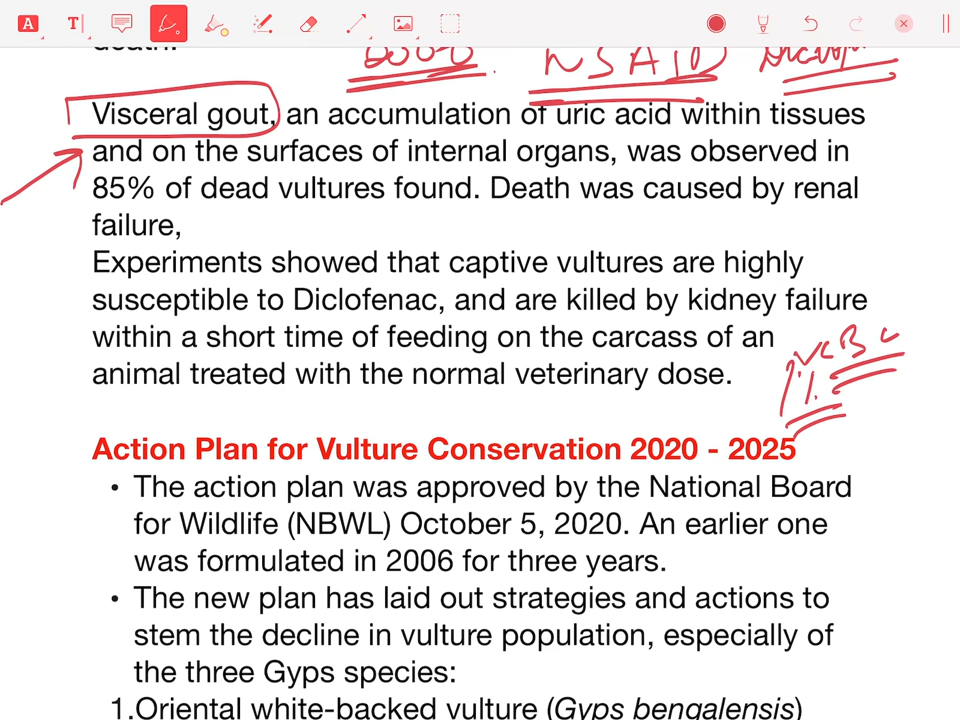 death.
NSAID
Visceral gout, an accumulation of uric acid within tissues
and on the surfaces of internal organs, was observed in
85% of dead vultures found. Death was caused by renal
failure,
Experiments showed that captive vultures are highly
susceptible to Diclofenac, and are killed by kidney failure
within a short time of feeding on the carcass of an
animal treated with the normal veterinary dose.
VCBC
Action Plan for Vulture Conservation 2020 - 2025
• The action plan was approved by the National Board
for Wildlife (NBWL) October 5, 2020. An earlier one
was formulated in 2006 for three years.
• The new plan has laid out strategies and actions to
stem the decline in vulture population, especially of
the three Gyps species:
1.Oriental white-backed vulture (Gyps bengalensis)